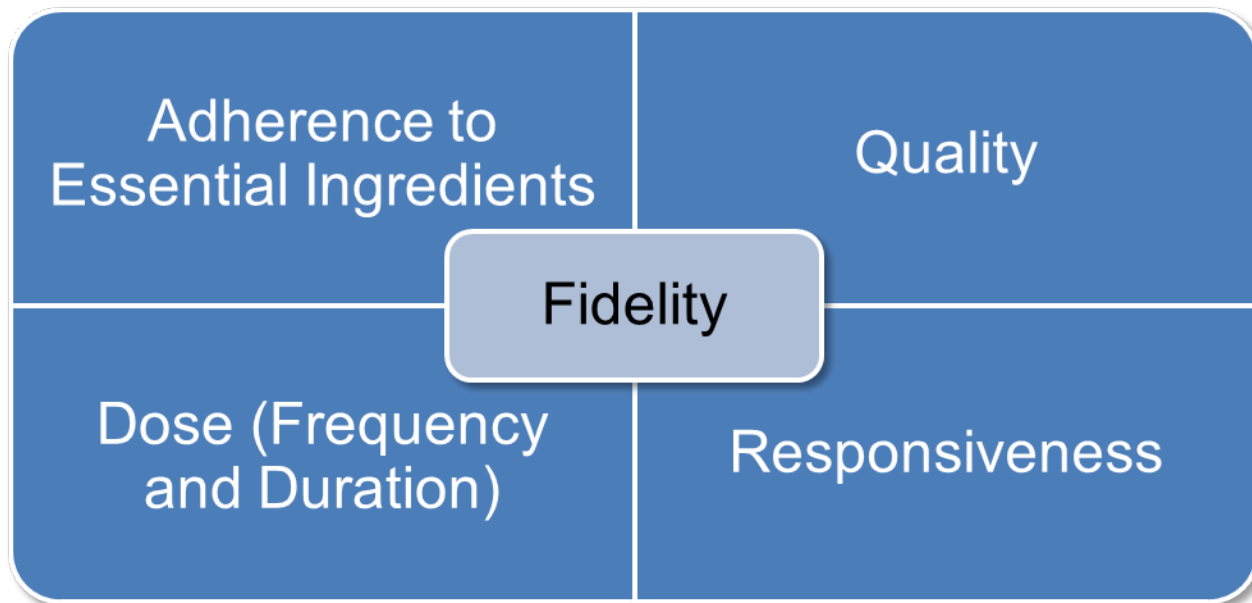 Adherence to
Essential Ingredients
Quality
Fidelity
Dose (Frequency
and Duration)
Responsiveness